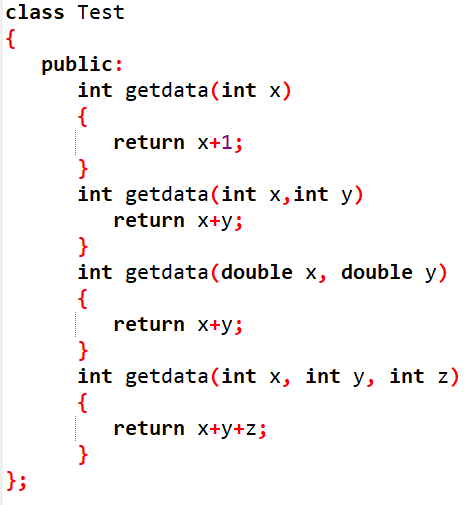 class Test
{
public:
int getdata(int x)
{
return x+1;
}
int getdata(int x,int y)
return x+y;
}
int getdata(double x, double y)
{
return x+y;
}
int getdata(int x, int y, int z)
{
return x+y+z;
}
};